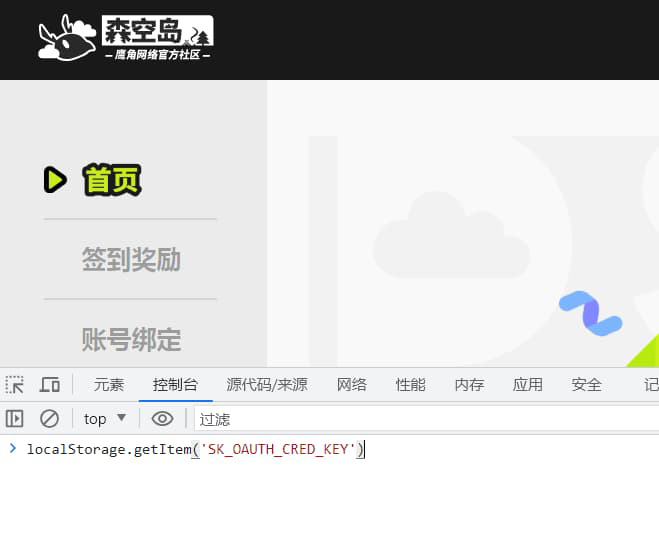 森空岛
鹰角网络官方社区
首页
签到奖励
账号绑定
元素 控制台 源代码/来源 网络 性能 内存 应用 安全 记
top 过滤
localStorage.getItem('SK_OAUTH_CRED_KEY')